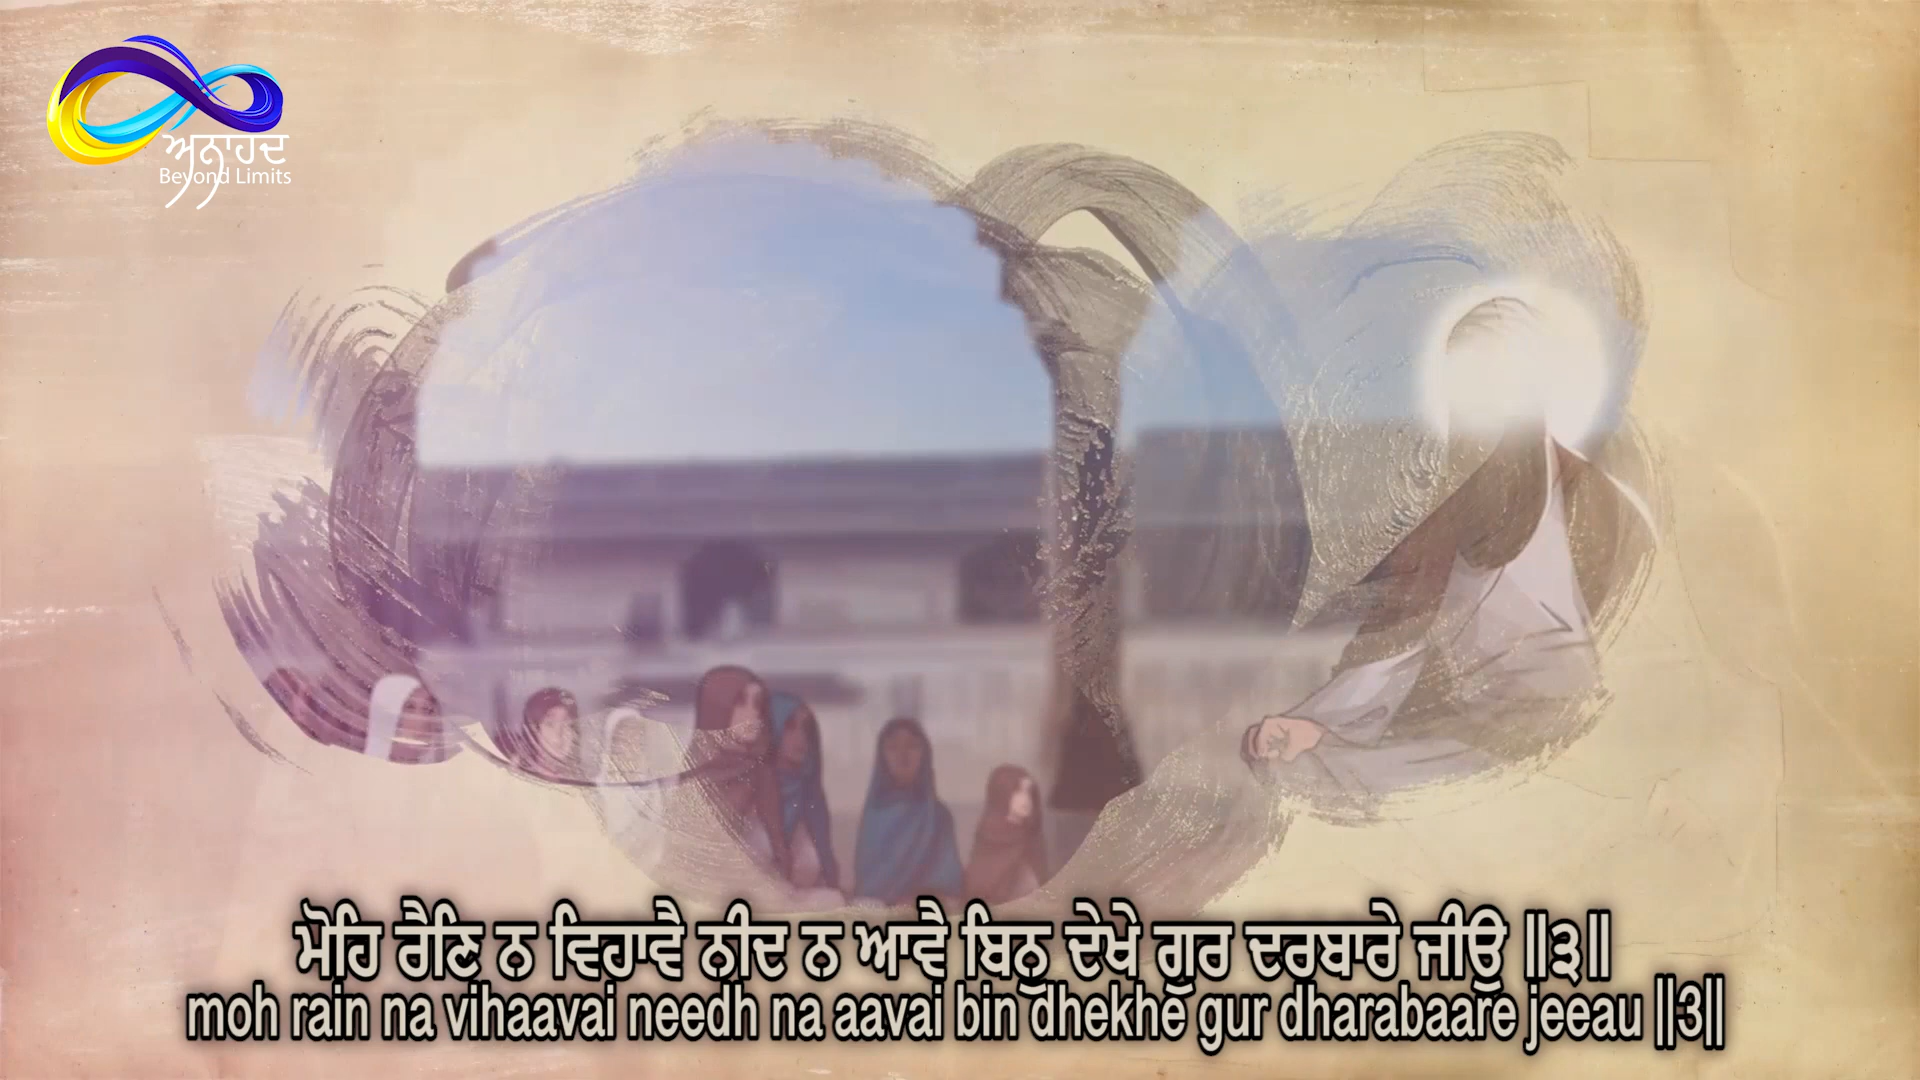 ਅਨਾਹਦ
Beyond Limits
ਮੋਹਿ ਰੈਣਿ ਨ ਵਿਹਾਵੈ ਨੀਦ ਨ ਆਵੈ ਬਿਨੁ ਦੇਖੇ ਗੁਰ ਦਰਬਾਰੇ ਜੀਉ ॥੩॥
moh rain na vihaavai needh na aavai bin dhekhe gur dharabaare jeeau ||3||